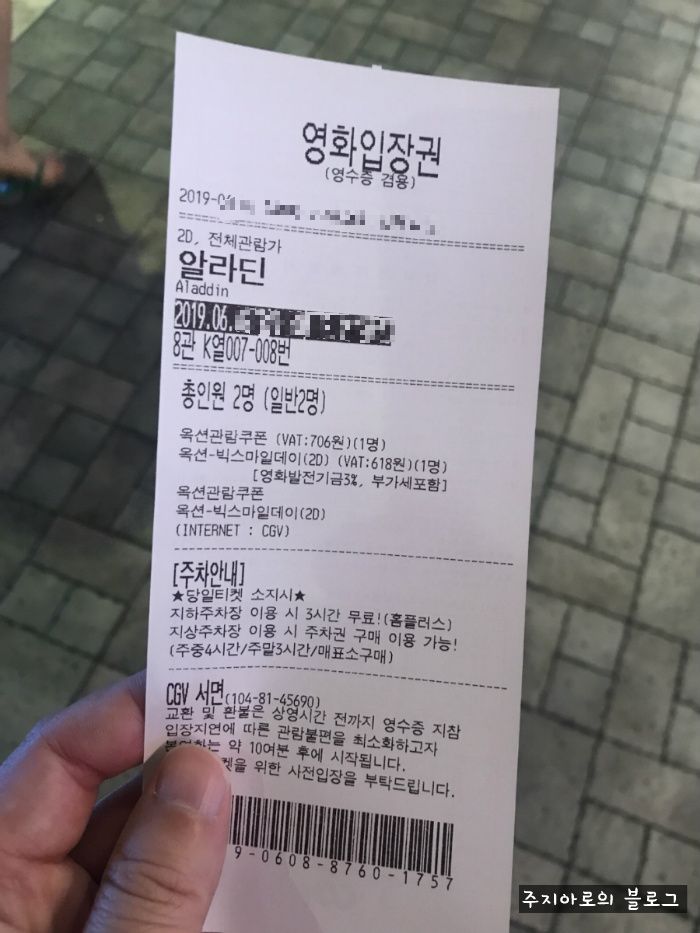 영화입장권
(영수증 겸용)
2019-0
2D, 전체관람가
알라딘
Aladdin
2019.06.
8관 K열007-008번
총인원 2명 (일반2명)
옥션관람쿠폰 (VAT:706원)(1명)
옥션-빅스마일데이(2D) (VAT:618원)(1명)
[영화발전기금3%, 부가세포함]
옥션관람쿠폰
옥션-빅스마일데이(2D)
(INTERNET : CGV)
[주차안내]
★당일티켓 소지시★
지하주차장 이용 시 3시간 무료!(홈플러스)
지상주차장 이용 시 주차권 구매 이용 가능!
(주중4시간/주말3시간/매표소구매)
CGV 서면(104-81-45690)
교환 및 환불은 상영시간 전까지 영수증 지참
입장지연에 따른 관람불편을 최소화하고자
약 10여분 후에 시작됩니다.
위한 사전입장을 부탁드립니다.
9-0608-8760-1757
주지아로의 블로그